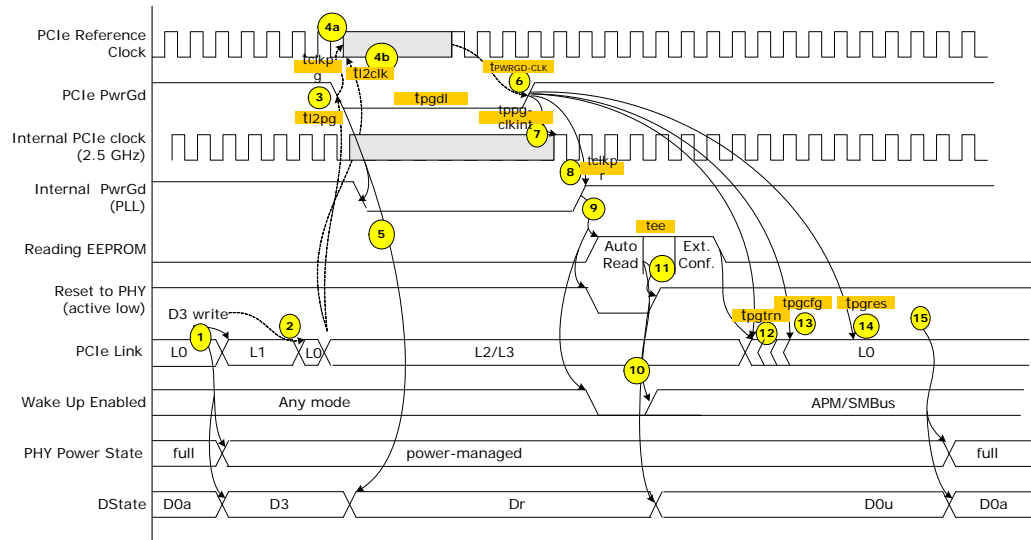 PCIe Reference
Clock
4a
4b
tclkp
g
tl2clk
tPWRGD-CLK
6
PCIe PwrGd
3
tpgdl
tl2pg
tppg-
clkint
Internal PCIe clock
(2.5 GHz)
7
8
tclkp
r
Internal PwrGd
(PLL)
9
5
tee
Reading EEPROM
Auto
Read
Ext.
Conf.
11
Reset to PHY
(active low)
D3 write
1
2
tpgtrn
tpgcfg
tpgres
12
13
14
15
PCIe Link
L0
L1
L0
L2/L3
L0
10
Wake Up Enabled
Any mode
APM/SMBus
PHY Power State
full
power-managed
full
DState
D0a
D3
Dr
D0u
D0a